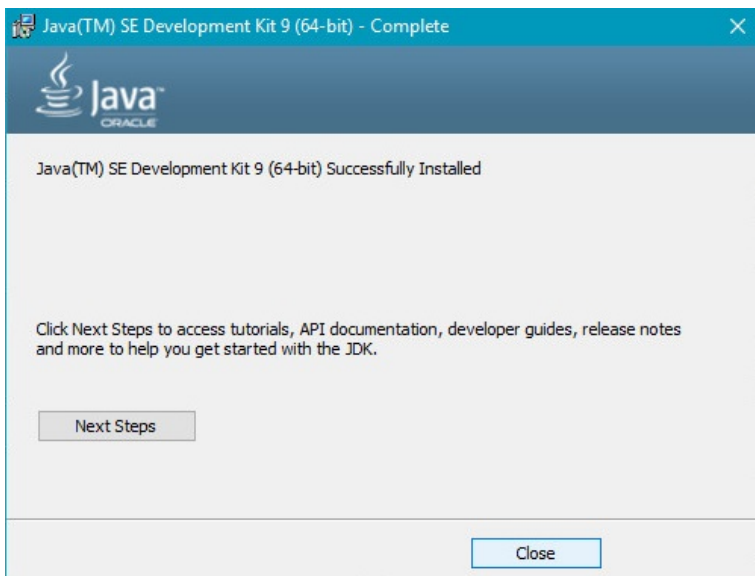 Java(TM) SE Development Kit 9 (64-bit) - Complete
Java™
ORACLE
Java(TM) SE Development Kit 9 (64-bit) Successfully Installed
Click Next Steps to access tutorials, API documentation, developer guides, release notes
and more to help you get started with the JDK.
Next Steps
Close